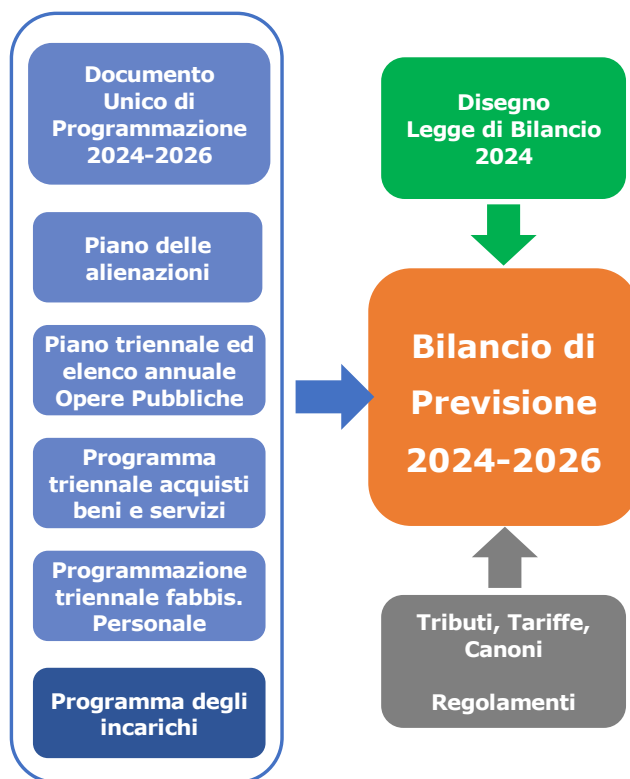 Documento
Unico di
Programmazione
2024-2026
Piano delle
alienazioni
Piano triennale ed
elenco annuale
Opere Pubbliche
Programma
triennale acquisti
beni e servizi
Programmazione
triennale fabbis.
Personale
Programma degli
incarichi
Disegno
Legge di Bilancio
2024
Bilancio di
Previsione
2024-2026
Tributi, Tariffe,
Canoni
Regolamenti